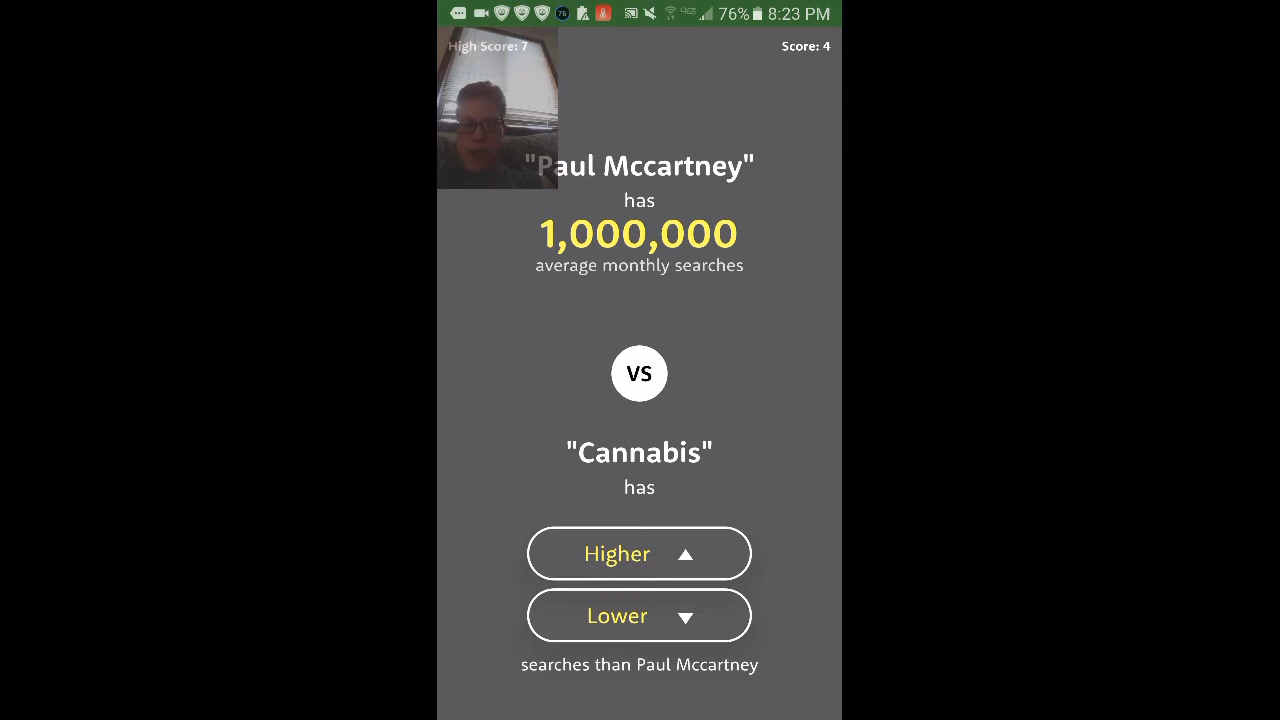 76 76% 8:23 PM
High Score: 7
Score: 4
"Paul Mccartney"
has
1,000,000
average monthly searches
VS
"Cannabis"
has
Higher
Lower
searches than Paul Mccartney